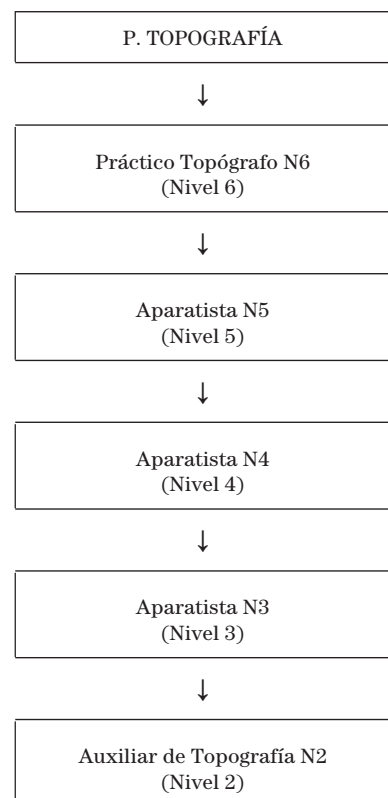 P. TOPOGRAFÍA
↓
Práctico Topógrafo N6
(Nivel 6)
↓
Aparatista N5
(Nivel 5)
↓
Aparatista N4
(Nivel 4)
↓
Aparatista N3
(Nivel 3)
↓
Auxiliar de Topografía N2
(Nivel 2)